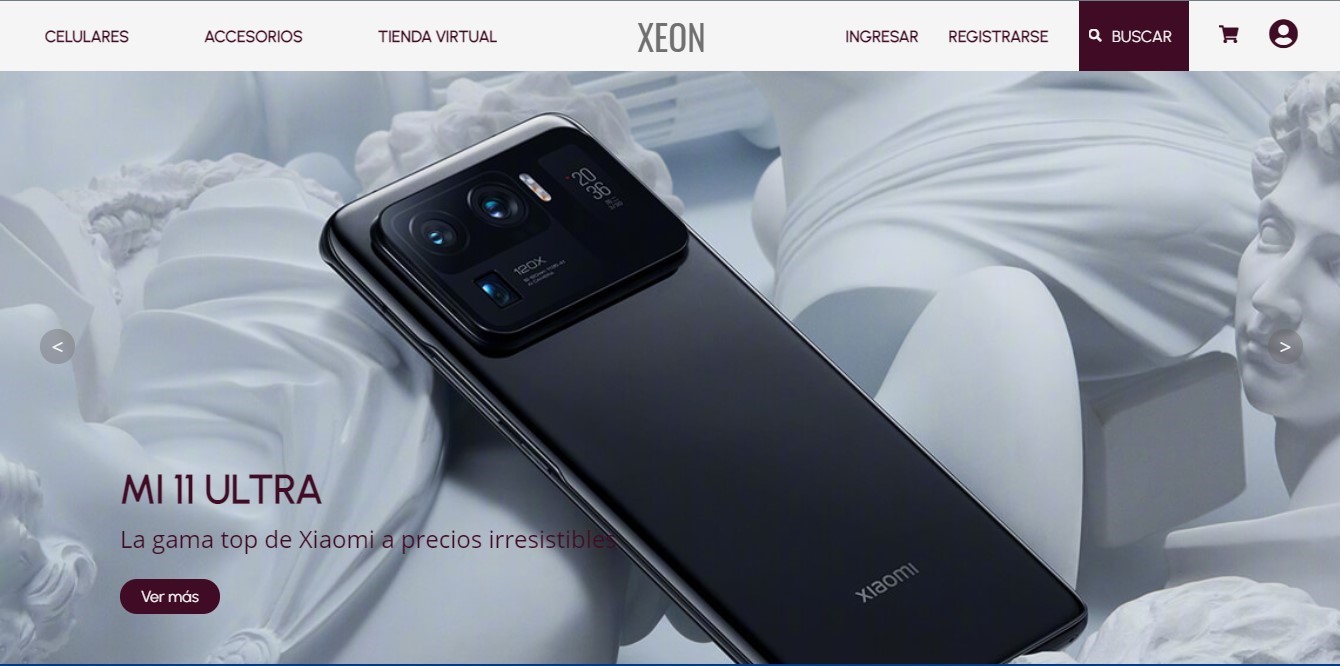 CELULARES
ACCESORIOS
TIENDA VIRTUAL
XEON
INGRESAR
REGISTRARSE
BUSCAR
20
36
120X
<
>
MI 11 ULTRA
La gama top de Xiaomi a precios irresistibles
xıaomı
Ver más